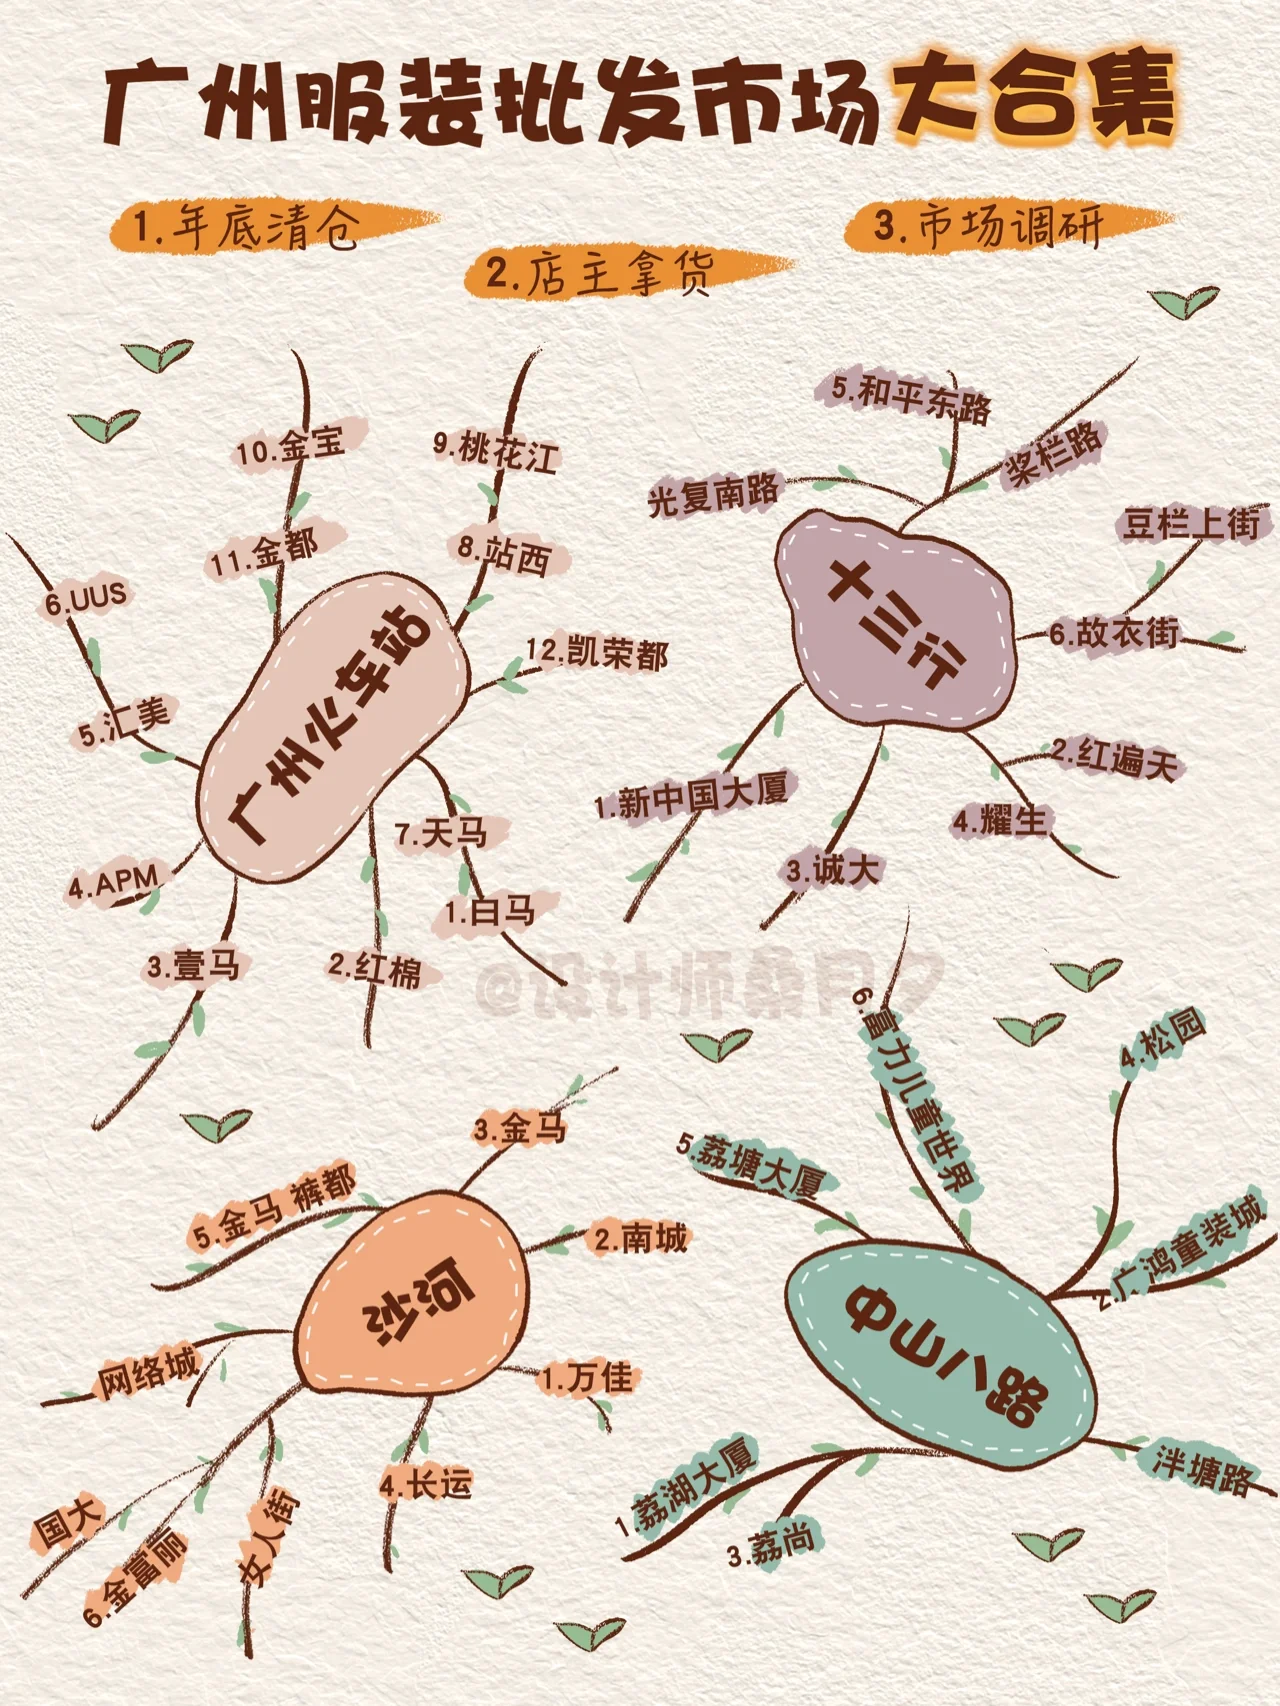 广州服装批发市场大合集
1.年底清仓
2.店主拿货
3.市场调研
10.金宝
9.桃花江
11.金都
8.站西
6.UUS
12.凯荣都
5.汇美
广州火车站
4.APM
7.天马
1.白马
3.壹马
2.红棉
5.和平东路
桨栏路
光复南路
豆栏上街
十三行
6.故衣街
2.红遍天
1.新中国大厦
4.耀生
3.诚大
@设计师桑
3.金马
5.金马 裤都
2.南城
沙河
网络城
1.万佳
4.长运
国大
6.金富丽
女人街
6.富力儿童世界
4.松园
5.荔塘大厦
2.广鸿童装城
中山八路
泮塘路
1.荔湖大厦
3.荔尚